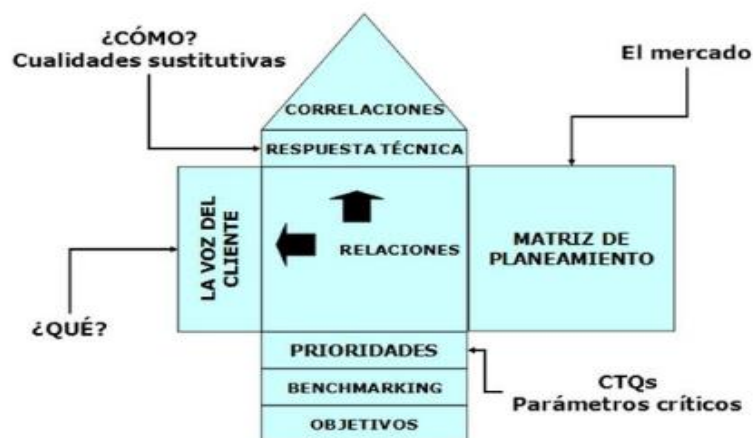 ¿CÓMO?
Cualidades sustitutivas
El mercado
CORRELACIONES
RESPUESTA TÉCNICA
LA VOZ DEL
CLIENTE
RELACIONES
MATRIZ DE
PLANEAMIENTO
¿QUÉ?
PRIORIDADES
BENCHMARKING
OBJETIVOS
CTQs
Parámetros críticos